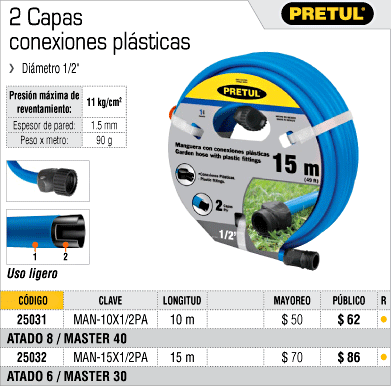 PRETUL®
2 Capas
conexiones plásticas
Diámetro 1/2"
Presión máxima de reventamiento: 11 kg/cm²
Espesor de pared: 1.5 mm
Peso x metro: 90 g
PRETUL
Manguera con conexiones plásticas
Garden hose with plastic fittings
15 m
(49 ft)
Conexiones Plásticas
Plastic Fittings
2 capas
1/2"
1 2
Uso ligero
CÓDIGO CLAVE LONGITUD MAYOREO PÚBLICO R
25031 MAN-10X1/2PA 10 m $ 50 $ 62
ATADO 8 / MASTER 40
25032 MAN-15X1/2PA 15 m $ 70 $ 86
ATADO 6 / MASTER 30